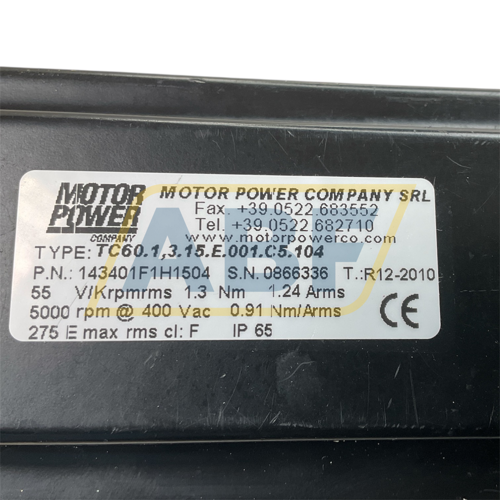 MOTOR POWER COMPANY
MOTOR POWER COMPANY SRL
Fax +39.0522.683552
Tel. +39.0522.682710
www.motorpowerco.com
TYPE: TC60.1,3.15.E.001.C5.104
P.N.: 143401F1H1504 S.N. 0866336 T.:R12-2010
55 V/Krpmrms 1.3 Nm 1.24 Arms
5000 rpm @ 400 Vac 0.91 Nm/Arms
275 E max rms cl: F IP 65
CE
ABF